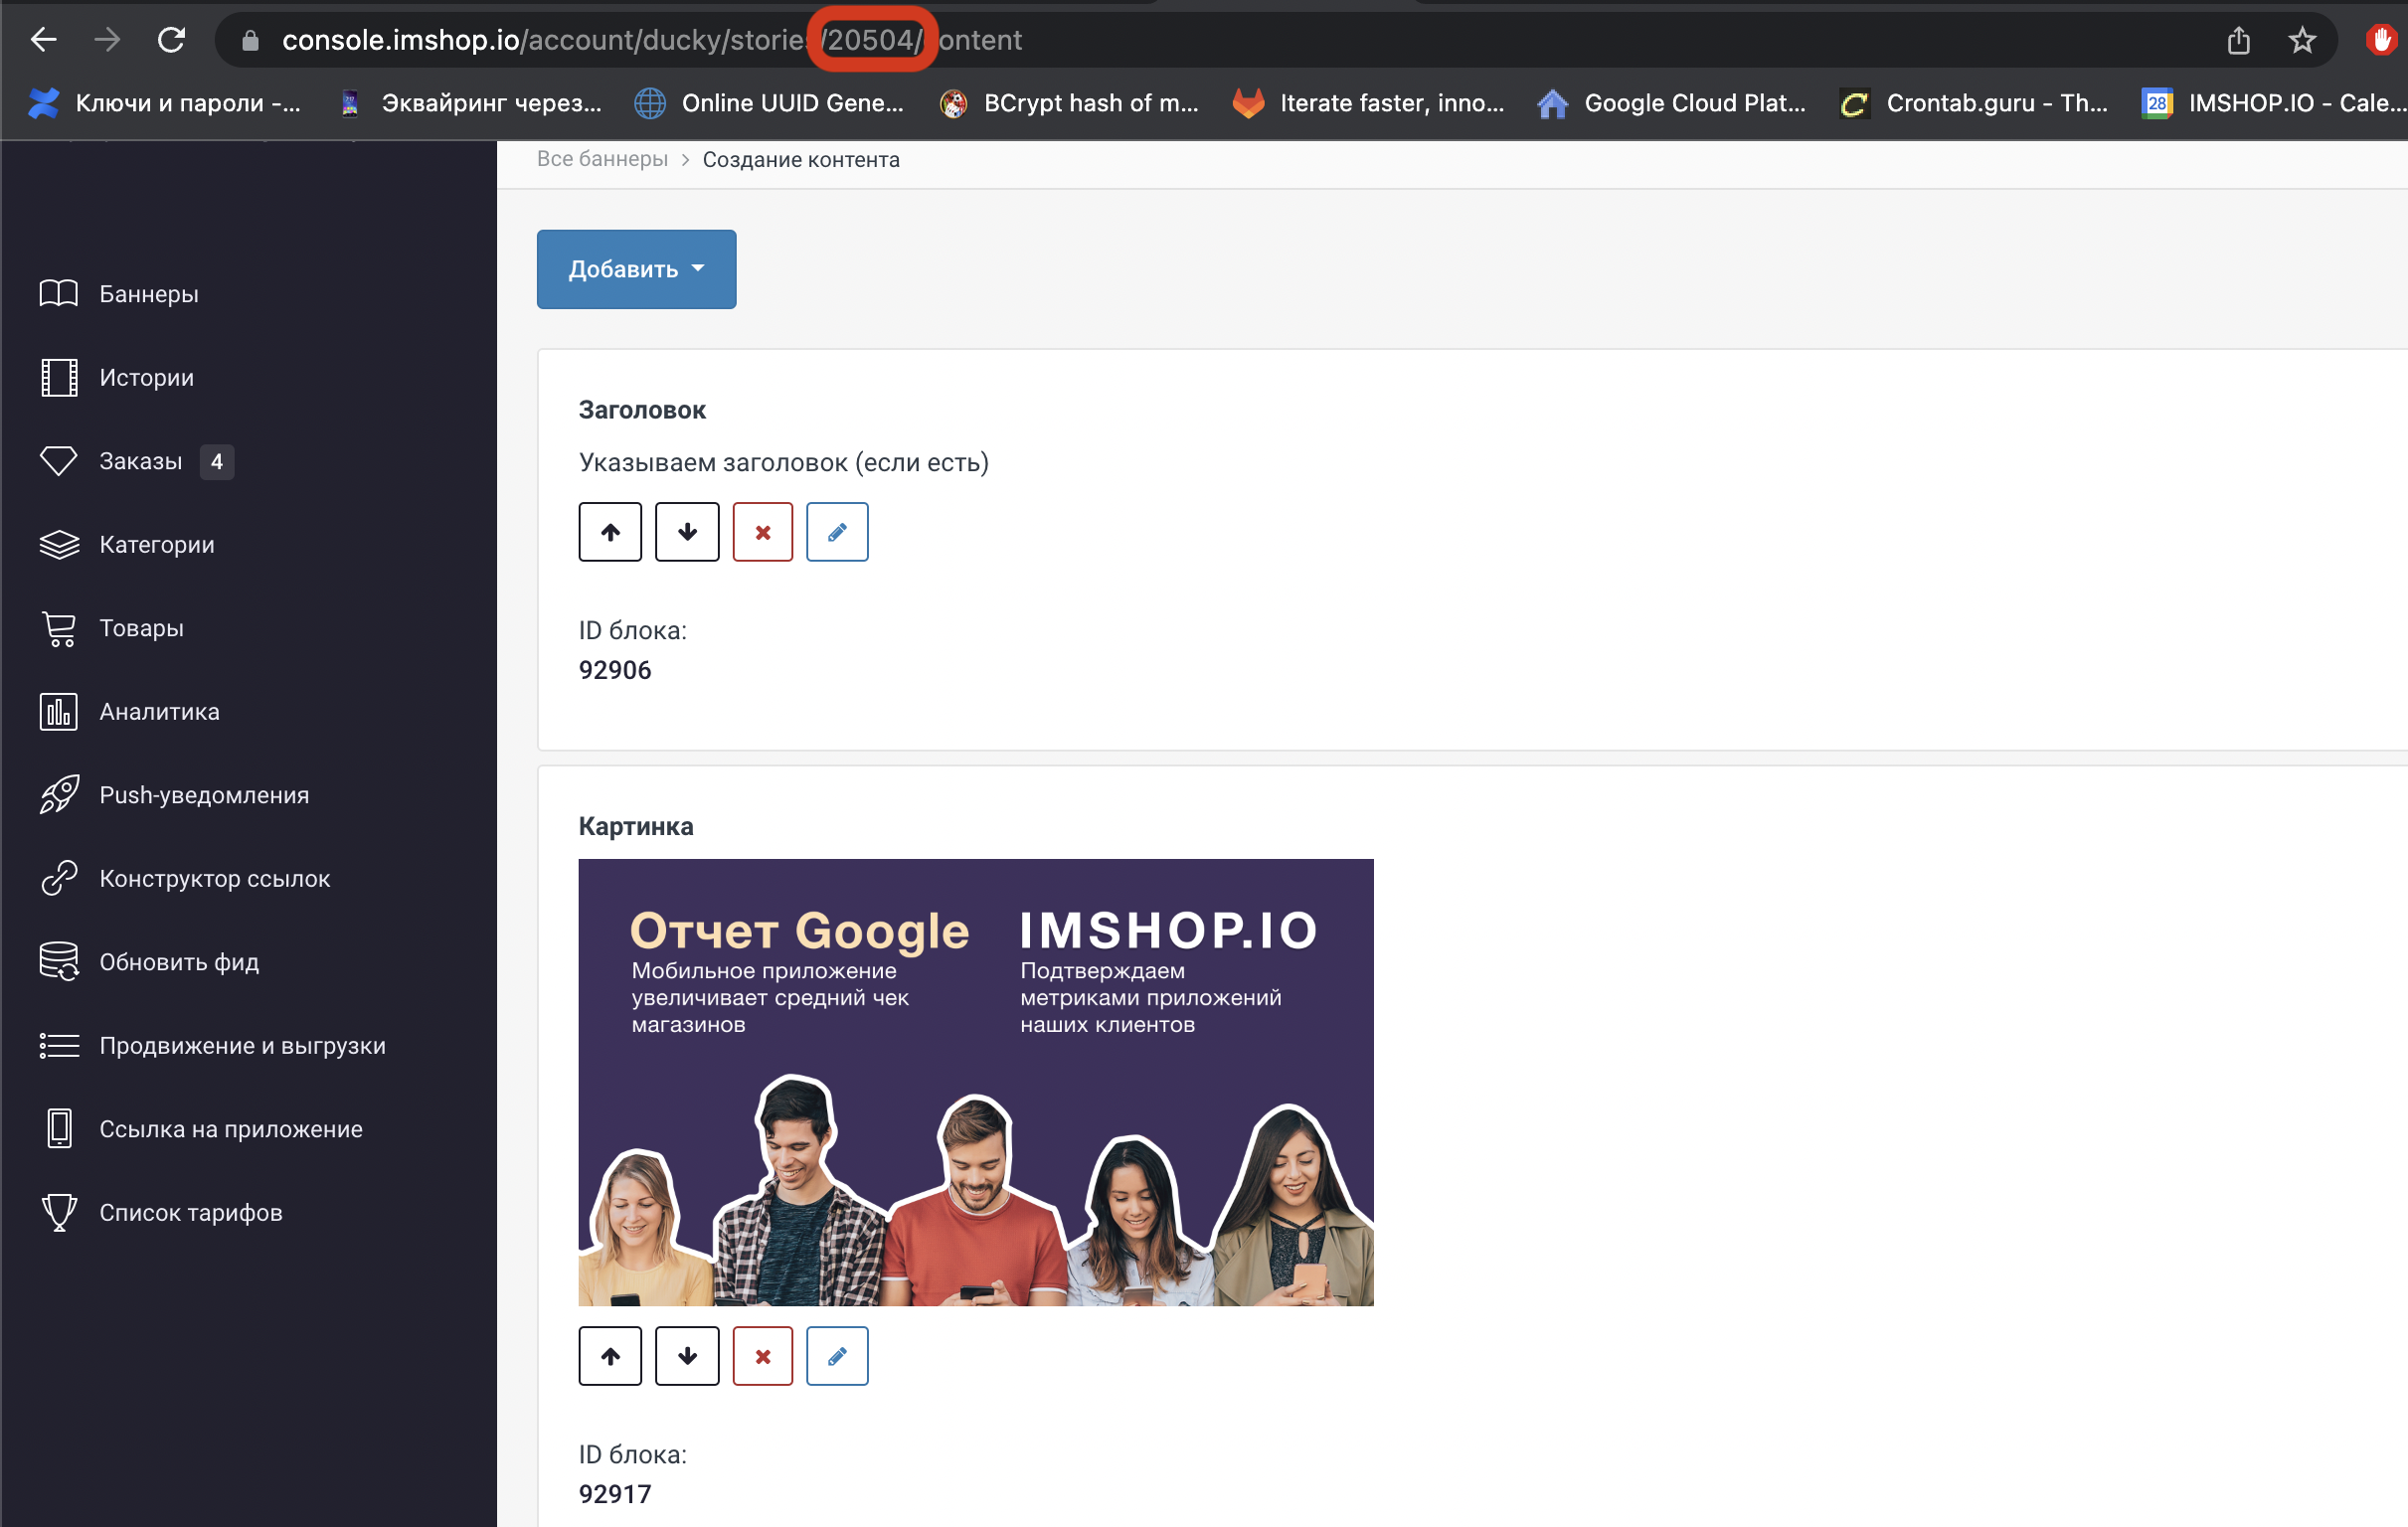 console.imshop.io/account/ducky/stories/20504/content
Ключи и пароли -...
Эквайринг через...
Online UUID Gene...
BCrypt hash of m...
Iterate faster, inno...
Google Cloud Plat...
Crontab.guru - Th...
28
IMSHOP.IO - Cale...
Все баннеры > Создание контента
Баннеры
Истории
Заказы 4
Категории
Товары
Аналитика
Push-уведомления
Конструктор ссылок
Обновить фид
Продвижение и выгрузки
Ссылка на приложение
Список тарифов
Добавить
Заголовок
Указываем заголовок (если есть)
ID блока:
92906
Картинка
Отчет Google
Мобильное приложение
увеличивает средний чек
магазинов
IMSHOP.IO
Подтверждаем
метриками приложений
наших клиентов
ID блока:
92917